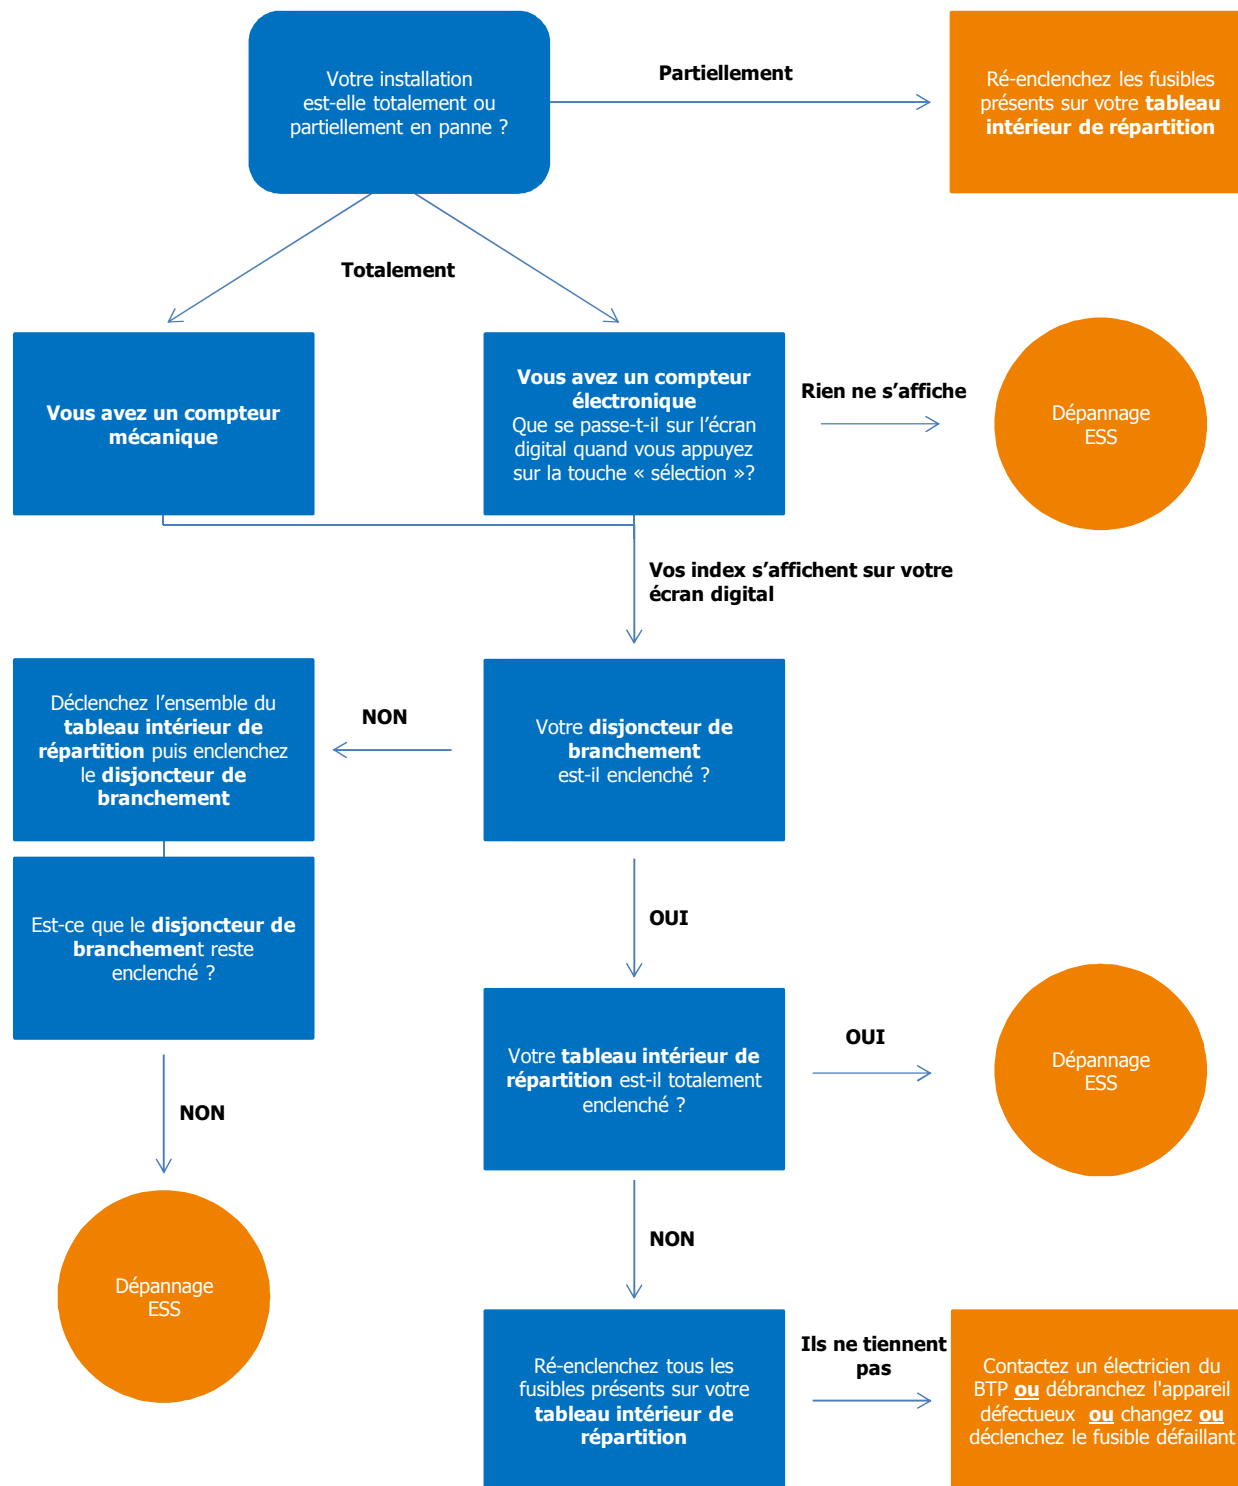 Votre installation
est-elle totalement ou
partiellement en panne ?
Partiellement
Ré-enclenchez les fusibles
présents sur votre tableau
intérieur de répartition
Totalement
Vous avez un compteur
mécanique
Vous avez un compteur
électronique
Que se passe-t-il sur l’écran
digital quand vous appuyez
sur la touche « sélection »?
Rien ne s’affiche
Dépannage
ESS
Vos index s’affichent sur votre
écran digital
Déclenchez l’ensemble du
tableau intérieur de
répartition puis enclenchez
le disjoncteur de
branchement
NON
Votre disjoncteur de
branchement
est-il enclenché ?
Est-ce que le disjoncteur de
branchement reste
enclenché ?
OUI
Votre tableau intérieur de
répartition est-il totalement
enclenché ?
OUI
Dépannage
ESS
NON
Dépannage
ESS
NON
Ré-enclenchez tous les
fusibles présents sur votre
tableau intérieur de
répartition
Ils ne tiennent
pas
Contactez un électricien du
BTP ou débranchez l'appareil
défectueux ou changez ou
déclenchez le fusible défaillant